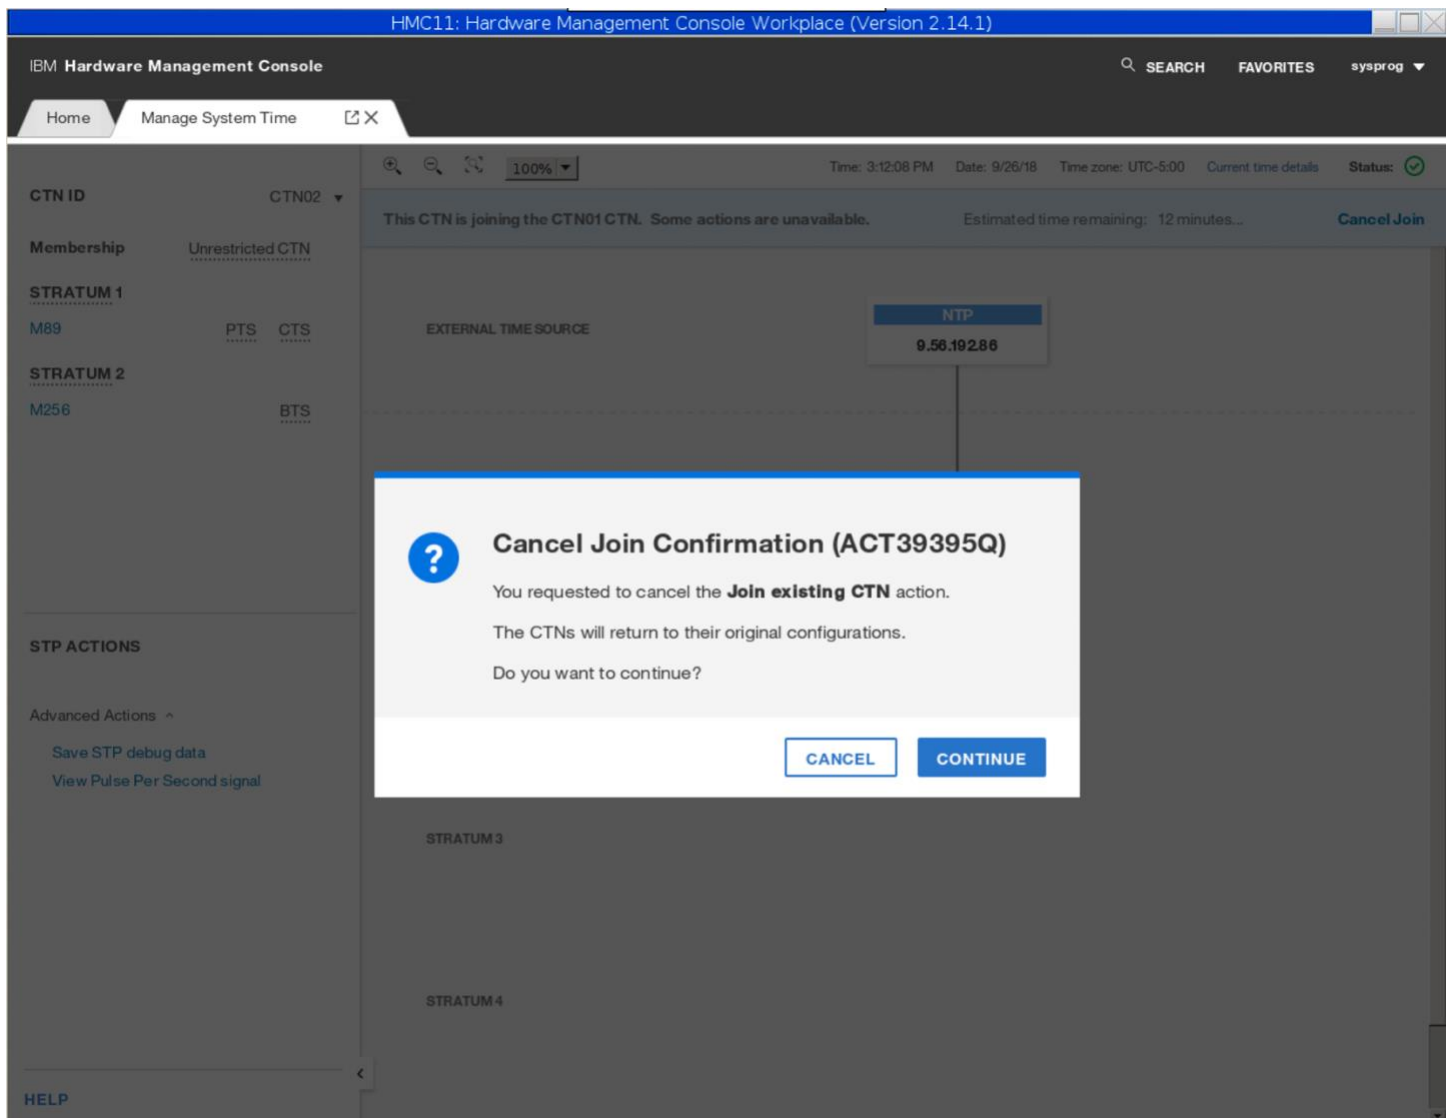 HMC11: Hardware Management Console Workplace (Version 2.14.1)
IBM Hardware Management Console
SEARCH FAVORITES sysprog
Home Manage System Time
100% Time: 3:12:08 PM Date: 9/26/18 Time zone: UTC-5:00 Current time details Status:
CTN ID CTN02
This CTN is joining the CTN01 CTN. Some actions are unavailable. Estimated time remaining: 12 minutes... Cancel Join
Membership Unrestricted CTN
STRATUM 1
M89 PTS CTS
STRATUM 2
M256 BTS
EXTERNAL TIME SOURCE
NTP
9.56.192.86
Cancel Join Confirmation (ACT39395Q)
You requested to cancel the Join existing CTN action.
The CTNs will return to their original configurations.
Do you want to continue?
CANCEL CONTINUE
STP ACTIONS
Advanced Actions
Save STP debug data
View Pulse Per Second signal
STRATUM 3
STRATUM 4
HELP